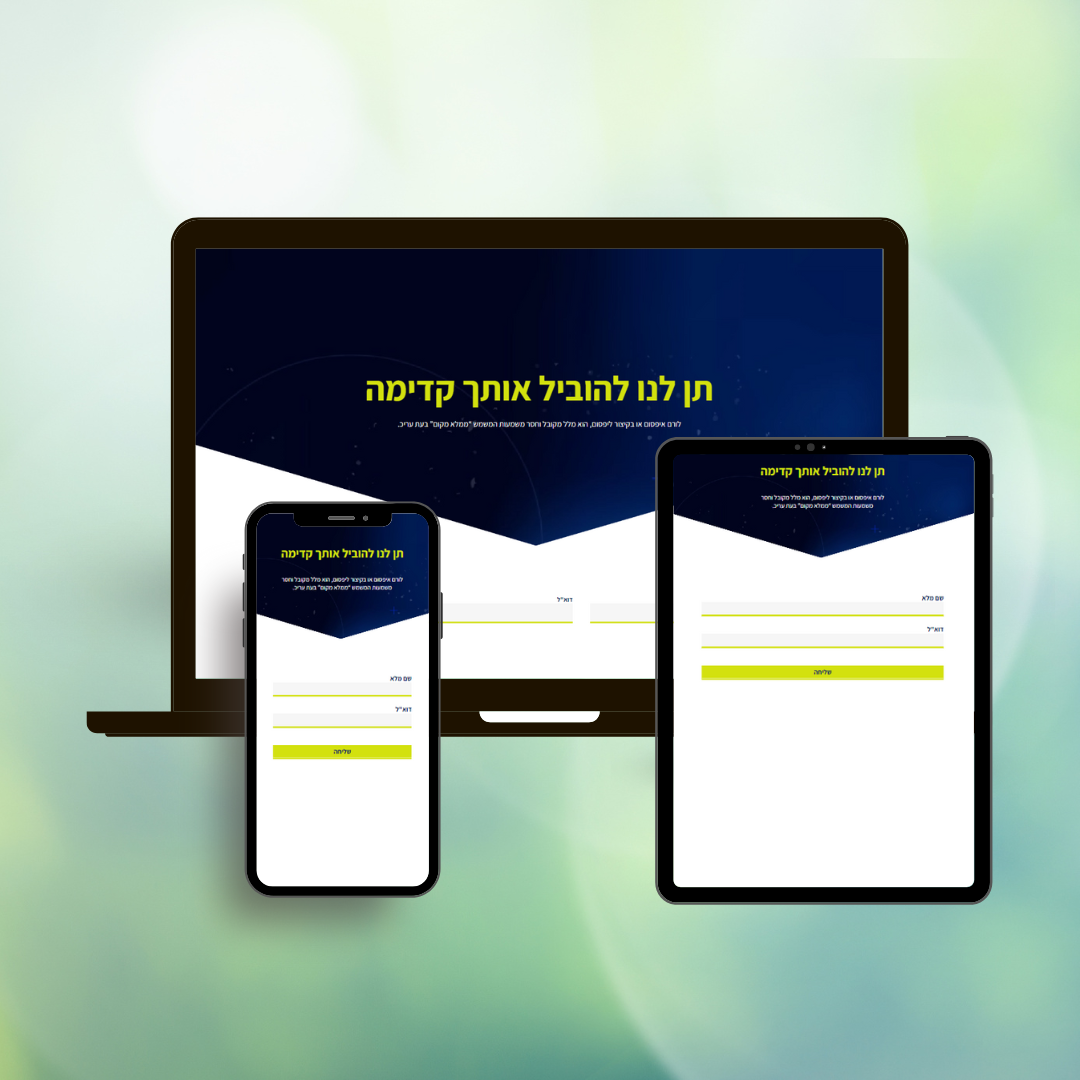 תן לנו להוביל אותך קדימה
לורם איפסום או בקיצור ליפסום, הוא מלל מקובל וחסר משמעות המשמש "ממלא מקום" בעת עריכ.
דוא"ל
תן לנו להוביל אותך קדימה
לורם איפסום או בקיצור ליפסום, הוא מלל מקובל וחסר
משמעות המשמש "ממלא מקום" בעת עריכ.
שם מלא
דוא"ל
שליחה
תן לנו להוביל אותך קדימה
לורם איפסום או בקיצור ליפסום, הוא מלל מקובל וחסר
משמעות המשמש "ממלא מקום" בעת עריכ.
שם מלא
דוא"ל
שליחה